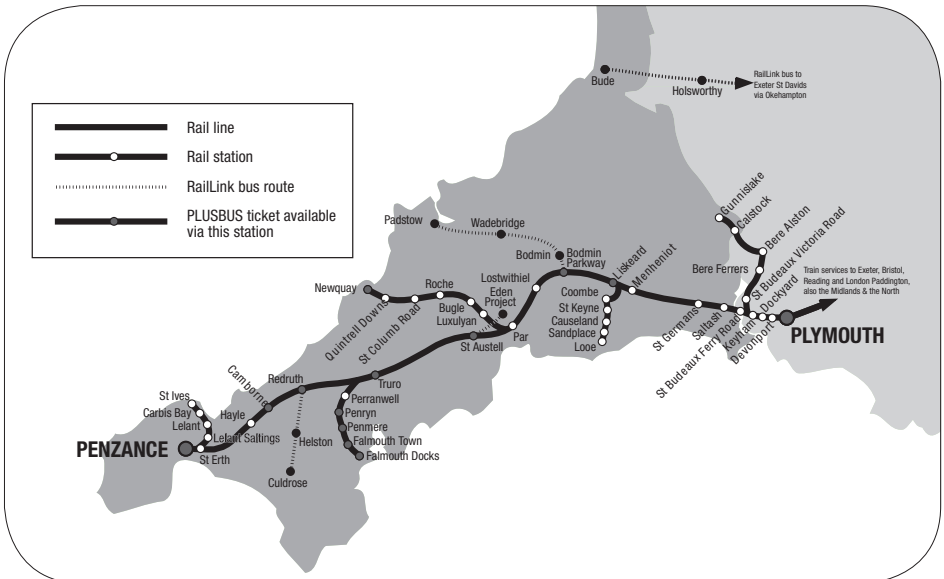 Rail line
Rail station
RailLink bus route
PLUSBUS ticket available
via this station
Bude
Holsworthy
RailLink bus to
Exeter St Davids
via Okehampton
Gunnislake
Calstock
Bere Alston
Bere Ferrers
St Budeaux Victoria Road
Dockyard
Train services to Exeter, Bristol,
Reading and London Paddington,
also the Midlands & the North
PLYMOUTH
Devonport
Keyham
St Budeaux Ferry Road
Saltash
St Germans
Menheniot
Liskeard
Coombe
St Keyne
Causeland
Sandplace
Looe
Padstow
Wadebridge
Bodmin
Bodmin
Parkway
Lostwithiel
Eden
Project
Par
Newquay
Quintrell Downs
St Columb Road
Roche
Bugle
Luxulyan
St Austell
Truro
Perranwell
Penryn
Penmere
Falmouth Town
Falmouth Docks
Redruth
Camborne
Helston
Culdrose
Hayle
St Ives
Carbis Bay
Lelant
Lelant Saltings
St Erth
PENZANCE